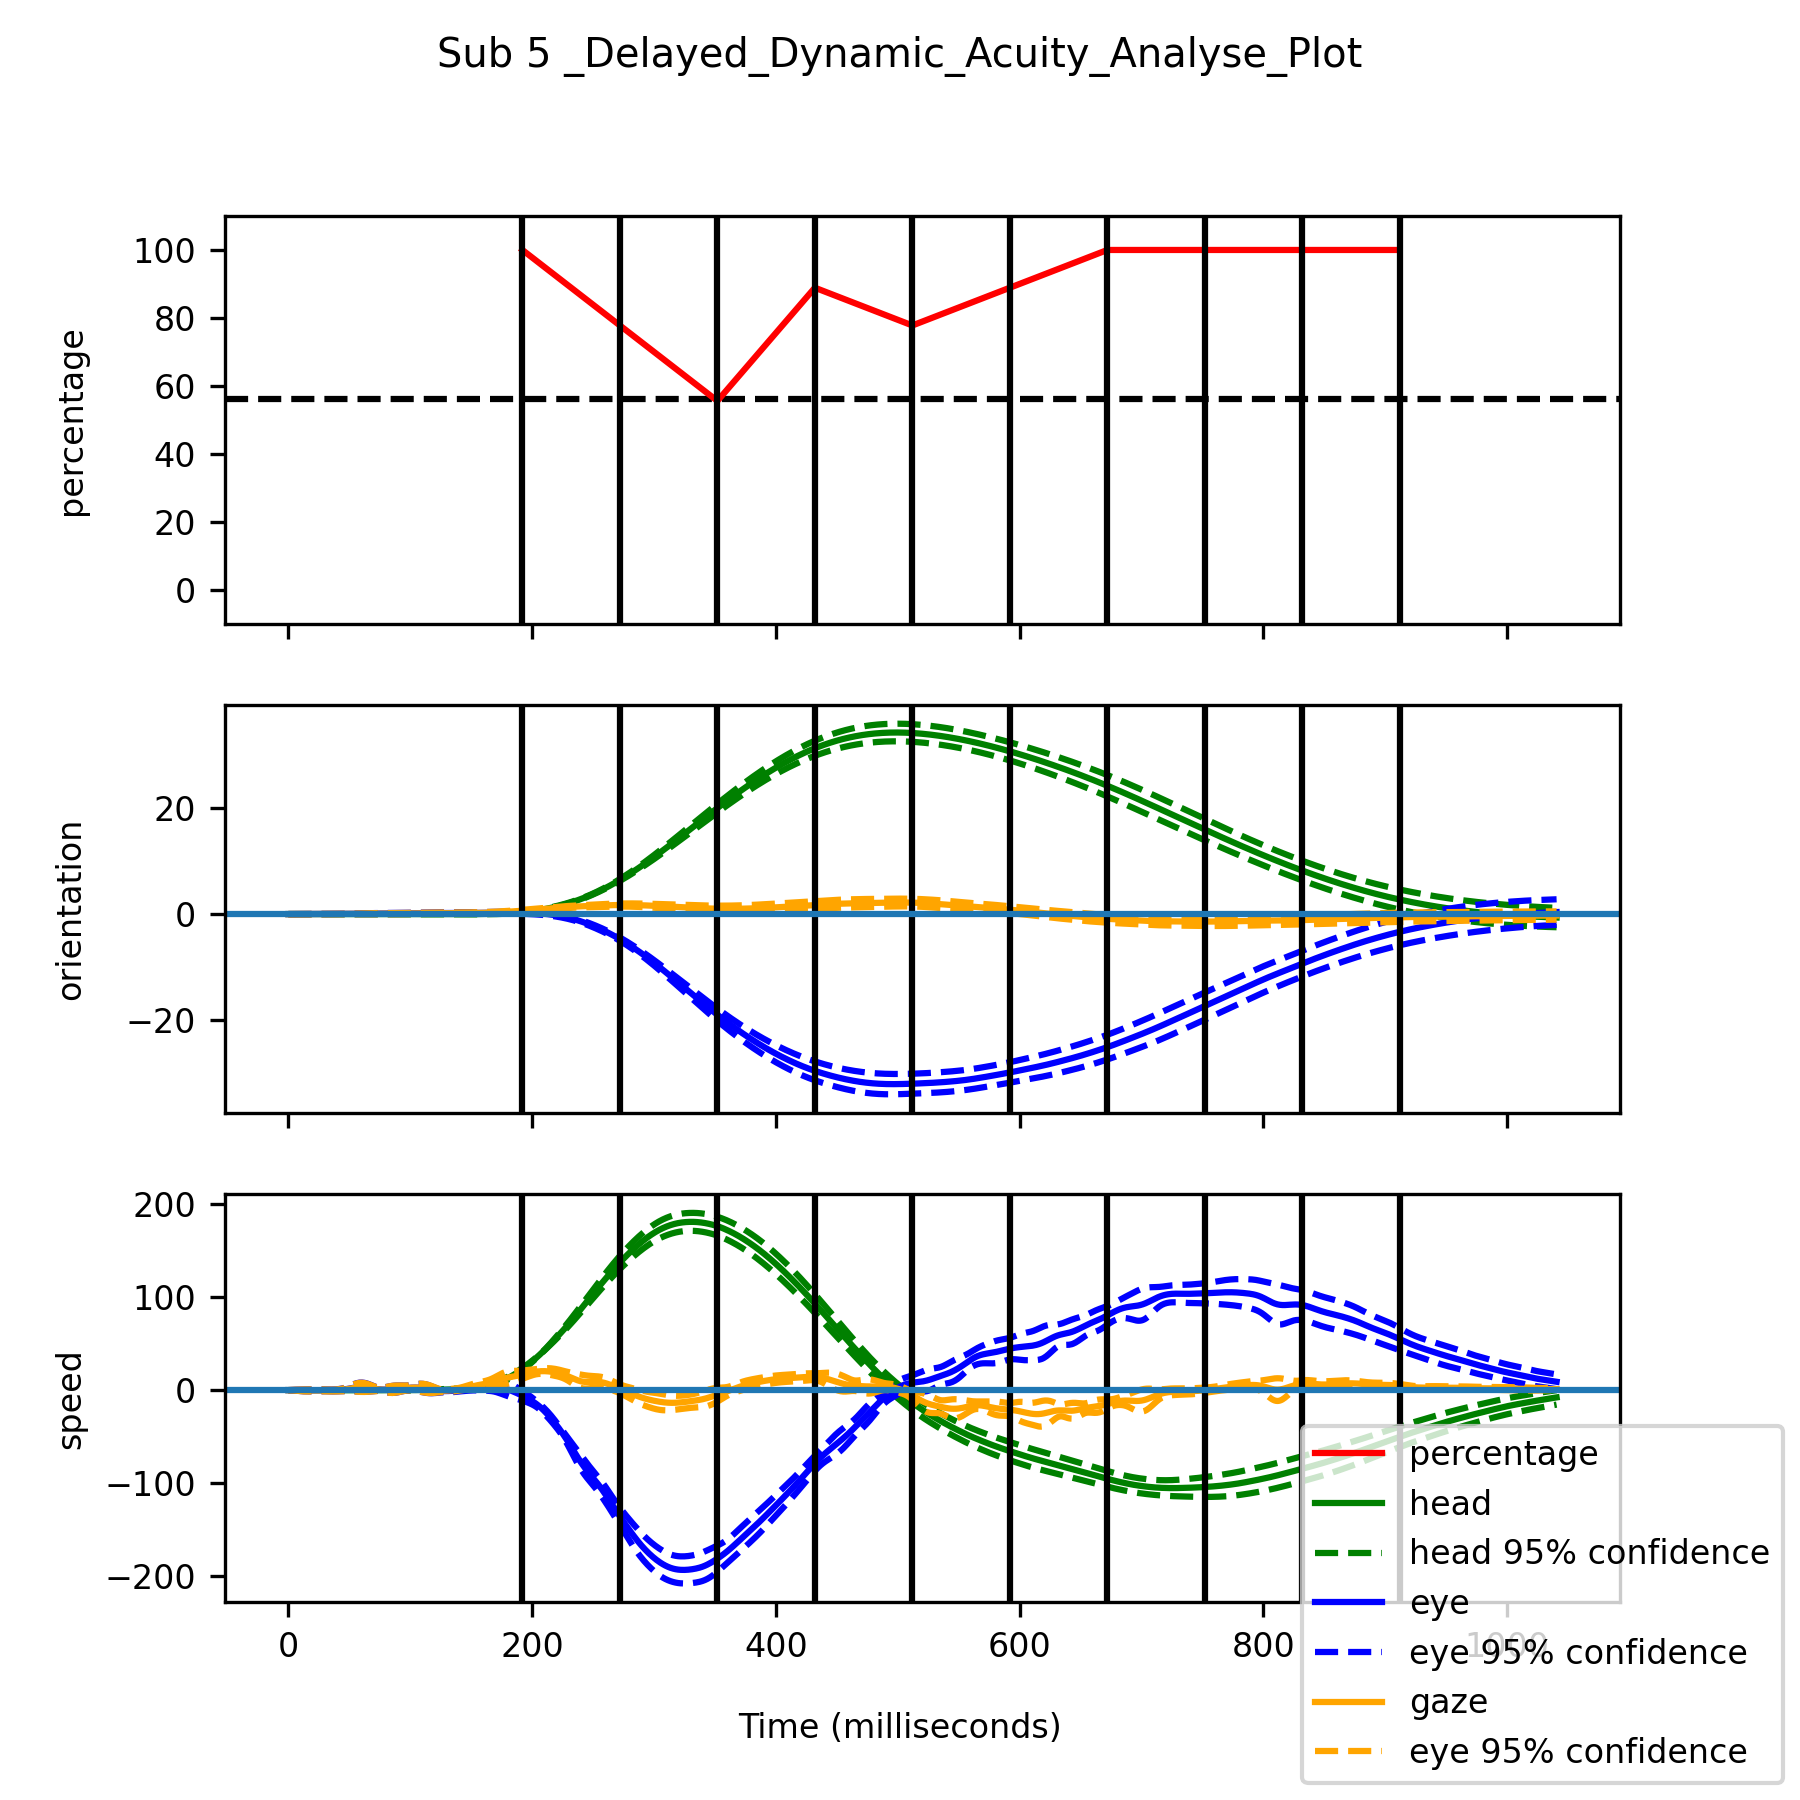 Sub 5 _Delayed_Dynamic_Acuity_Analyse_Plot
percentage
100
80
60
40
20
0
orientation
20
0
−20
speed
200
100
0
−100
−200
0 200 400 600 800 1000
Time (milliseconds)
percentage
head
head 95% confidence
eye
eye 95% confidence
gaze
eye 95% confidence